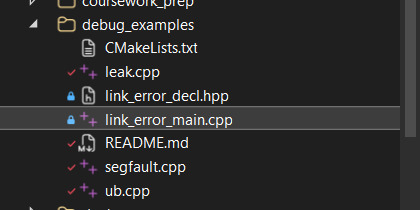 coursework_prep
debug_examples
CMakeLists.txt
leak.cpp
link_error_decl.hpp
link_error_main.cpp
README.md
segfault.cpp
ub.cpp